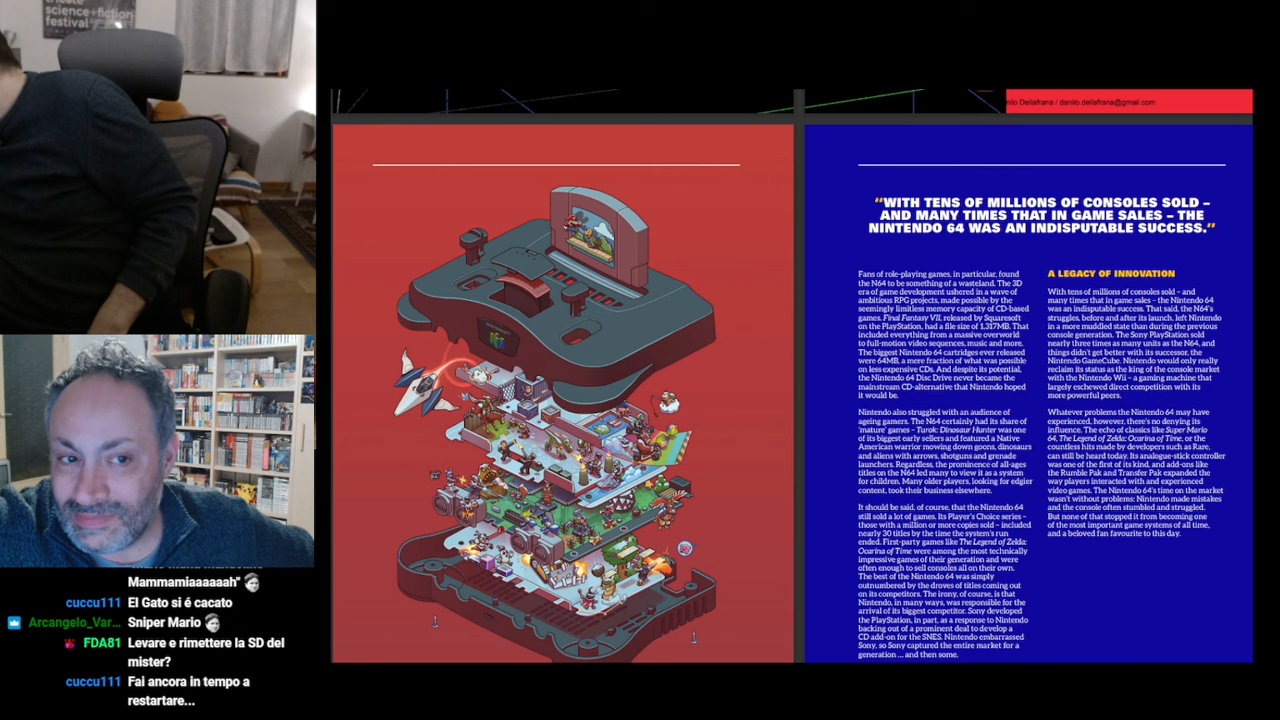 trieste
science+fiction
festival
Mammamiaaaaaah"
cuccu111 El Gato si é cacato
Arcangelo_Var... Sniper Mario
FDA81 Levare e rimettere la SD del
mister?
cuccu111 Fai ancora in tempo a
restartare...
nilo Dellafrana / danilo.dellafrana@gmail.com
“WITH TENS OF MILLIONS OF CONSOLES SOLD –
AND MANY TIMES THAT IN GAME SALES – THE
NINTENDO 64 WAS AN INDISPUTABLE SUCCESS.”
Fans of role-playing games, in particular, found
the N64 to be something of a wasteland. The 3D
era of game development ushered in a wave of
ambitious RPG projects, made possible by the
seemingly limitless memory capacity of CD-based
games. Final Fantasy VII, released by Squaresoft
on the PlayStation, had a file size of 1,317MB. That
included everything from a massive overworld
to full-motion video sequences, music and more.
The biggest Nintendo 64 cartridges ever released
were 64MB, a mere fraction of what was possible
on less expensive CDs. And despite its potential,
the Nintendo 64 Disc Drive never became the
mainstream CD-alternative that Nintendo hoped
it would be.
Nintendo also struggled with an audience of
ageing gamers. The N64 certainly had its share of
'mature' games – Turok: Dinosaur Hunter was one
of its biggest early sellers and featured a Native
American warrior mowing down goons, dinosaurs
and aliens with arrows, shotguns and grenade
launchers. Regardless, the prominence of all-ages
titles on the N64 led many to view it as a system
for children. Many older players, looking for edgier
content, took their business elsewhere.
It should be said, of course, that the Nintendo 64
still sold a lot of games. Its Player's Choice series –
those with a million or more copies sold – included
nearly 30 titles by the time the system's run
ended. First-party games like The Legend of Zelda:
Ocarina of Time were among the most technically
impressive games of their generation and were
often enough to sell consoles all on their own.
The best of the Nintendo 64 was simply
outnumbered by the droves of titles coming out
on its competitors. The irony, of course, is that
Nintendo, in many ways, was responsible for the
arrival of its biggest competitor. Sony developed
the PlayStation, in part, as a response to Nintendo
backing out of a prominent deal to develop a
CD add-on for the SNES. Nintendo embarrassed
Sony, so Sony captured the entire market for a
generation ... and then some.
A LEGACY OF INNOVATION
With tens of millions of consoles sold – and
many times that in game sales – the Nintendo 64
was an indisputable success. That said, the N64's
struggles, before and after its launch, left Nintendo
in a more muddled state than during the previous
console generation. The Sony PlayStation sold
nearly three times as many units as the N64, and
things didn't get better with its successor, the
Nintendo GameCube. Nintendo would only really
reclaim its status as the king of the console market
with the Nintendo Wii – a gaming machine that
largely eschewed direct competition with its
more powerful peers.
Whatever problems the Nintendo 64 may have
experienced, however, there's no denying its
influence. The echo of classics like Super Mario
64, The Legend of Zelda: Ocarina of Time, or the
countless hits made by developers such as Rare,
can still be heard today. Its analogue-stick controller
was one of the first of its kind, and add-ons like
the Rumble Pak and Transfer Pak expanded the
way players interacted with and experienced
video games. The Nintendo 64's time on the market
wasn't without problems: Nintendo made mistakes
and the console often stumbled and struggled.
But none of that stopped it from becoming one
of the most important game systems of all time,
and a beloved fan favourite to this day.